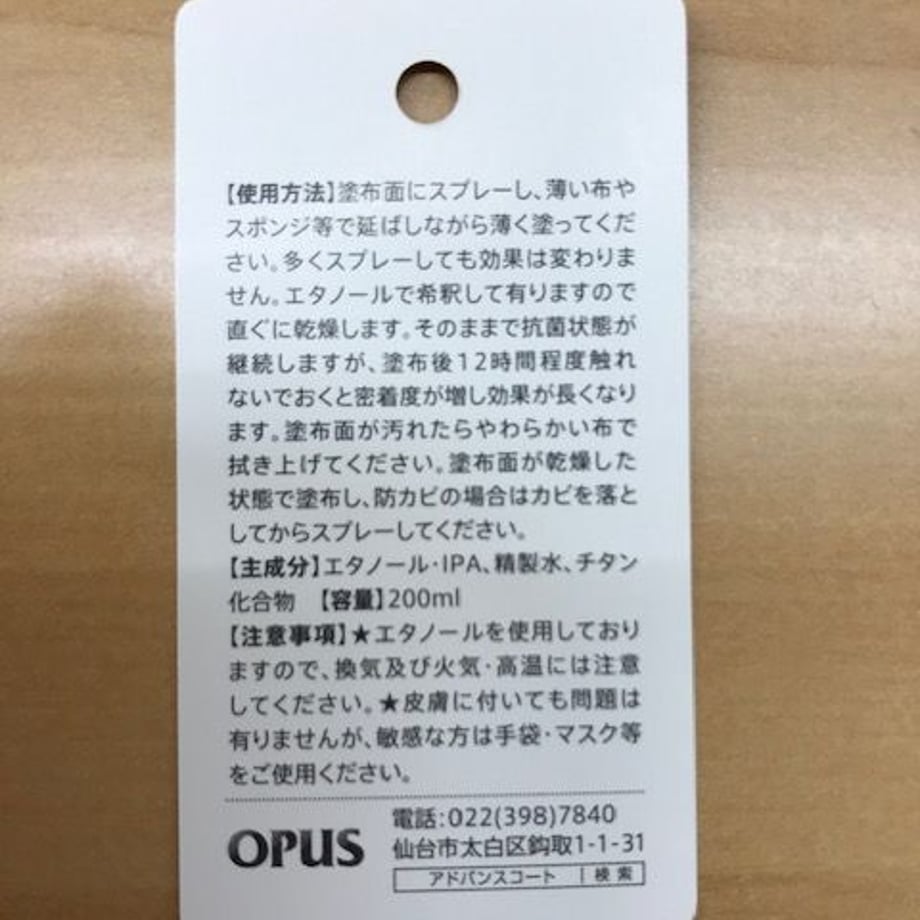 【使用方法】塗布面にスプレーし、薄い布や
スポンジ等で延ばしながら薄く塗ってくだ
さい。多くスプレーしても効果は変わりま
せん。エタノールで希釈して有りますので
直ぐに乾燥します。そのままで抗菌状態が
継続しますが、塗布後12時間程度触れ
ないでおくと密着度が増し効果が長くなり
ます。塗布面が汚れたらやわらかい布で
拭き上げてください。塗布面が乾燥した
状態で塗布し、防カビの場合はカビを落と
してからスプレーしてください。
【主成分】エタノール・IPA、精製水、チタン
化合物 【容量】200ml
【注意事項】★エタノールを使用しており
ますので、換気及び火気・高温には注意
してください。★皮膚に付いても問題は
有りませんが、敏感な方は手袋・マスク等
をご使用ください。
OPUS
電話:022(398)7840
仙台市太白区鈎取1-1-31
アドバンスコート | 検索